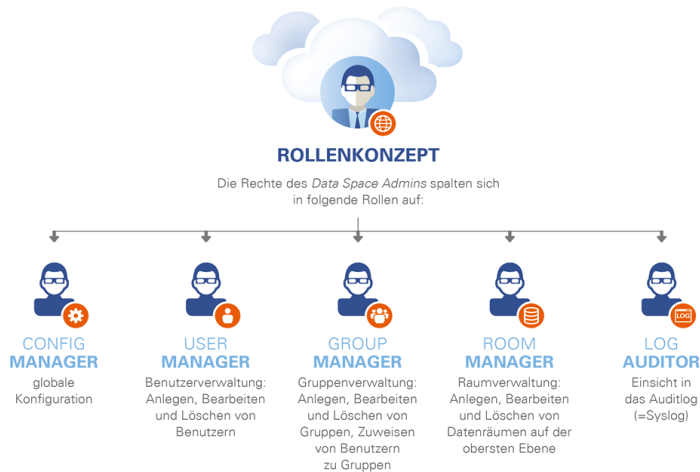 ROLLENKONZEPT
Die Rechte des Data Space Admins spalten sich
in folgende Rollen auf:
CONFIG
MANAGER
globale
Konfiguration
USER
MANAGER
Benutzerverwaltung:
Anlegen, Bearbeiten
und Löschen von
Benutzern
GROUP
MANAGER
Gruppenverwaltung:
Anlegen, Bearbeiten
und Löschen von
Gruppen, Zuweisen
von Benutzern
zu Gruppen
ROOM
MANAGER
Raumverwaltung:
Anlegen, Bearbeiten
und Löschen von
Datenräumen auf der
obersten Ebene
LOG
LOG
AUDITOR
Einsicht in
das Auditlog
(=Syslog)